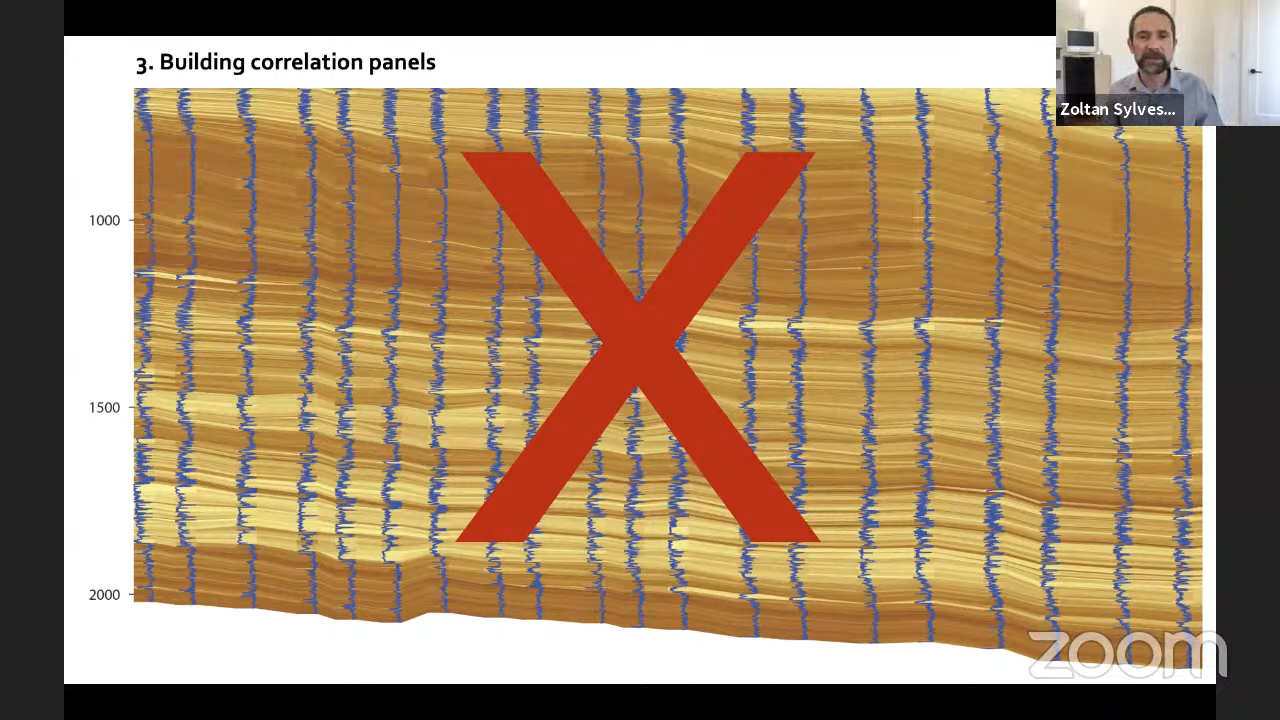 3. Building correlation panels
Zoltan Sylves...
1000
1500
2000
X
zoom